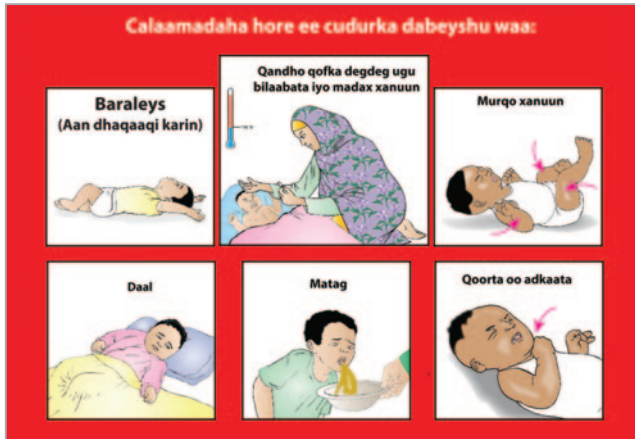 Calaamadaha hore ee cudurka dabeyshu waa:
Baraleys
(Aan dhaqaaqi karin)
Qandho qofka degdeg ugu
bilaabata iyo madax xanuun
Murqo xanuun
Daal
Matag
Qoorta oo adkaata